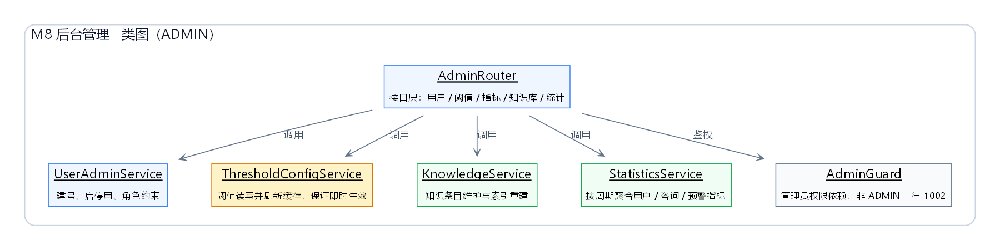 M8 后台管理 类图 (ADMIN)
AdminRouter
接口层：用户 / 阈值 / 指标 / 知识库 / 统计
调用
调用
调用
调用
鉴权
UserAdminService
建号、启停用、角色约束
ThresholdConfigService
阈值读写并刷新缓存，保证即时生效
KnowledgeService
知识条目维护与索引重建
StatisticsService
按周期聚合用户 / 咨询 / 预警指标
AdminGuard
管理员权限依赖，非 ADMIN 一律 1002